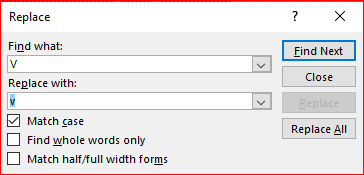 Replace
Find what:
V
Find Next
Close
Replace with:
v
Replace
Match case
Replace All
Find whole words only
Match half/full width forms